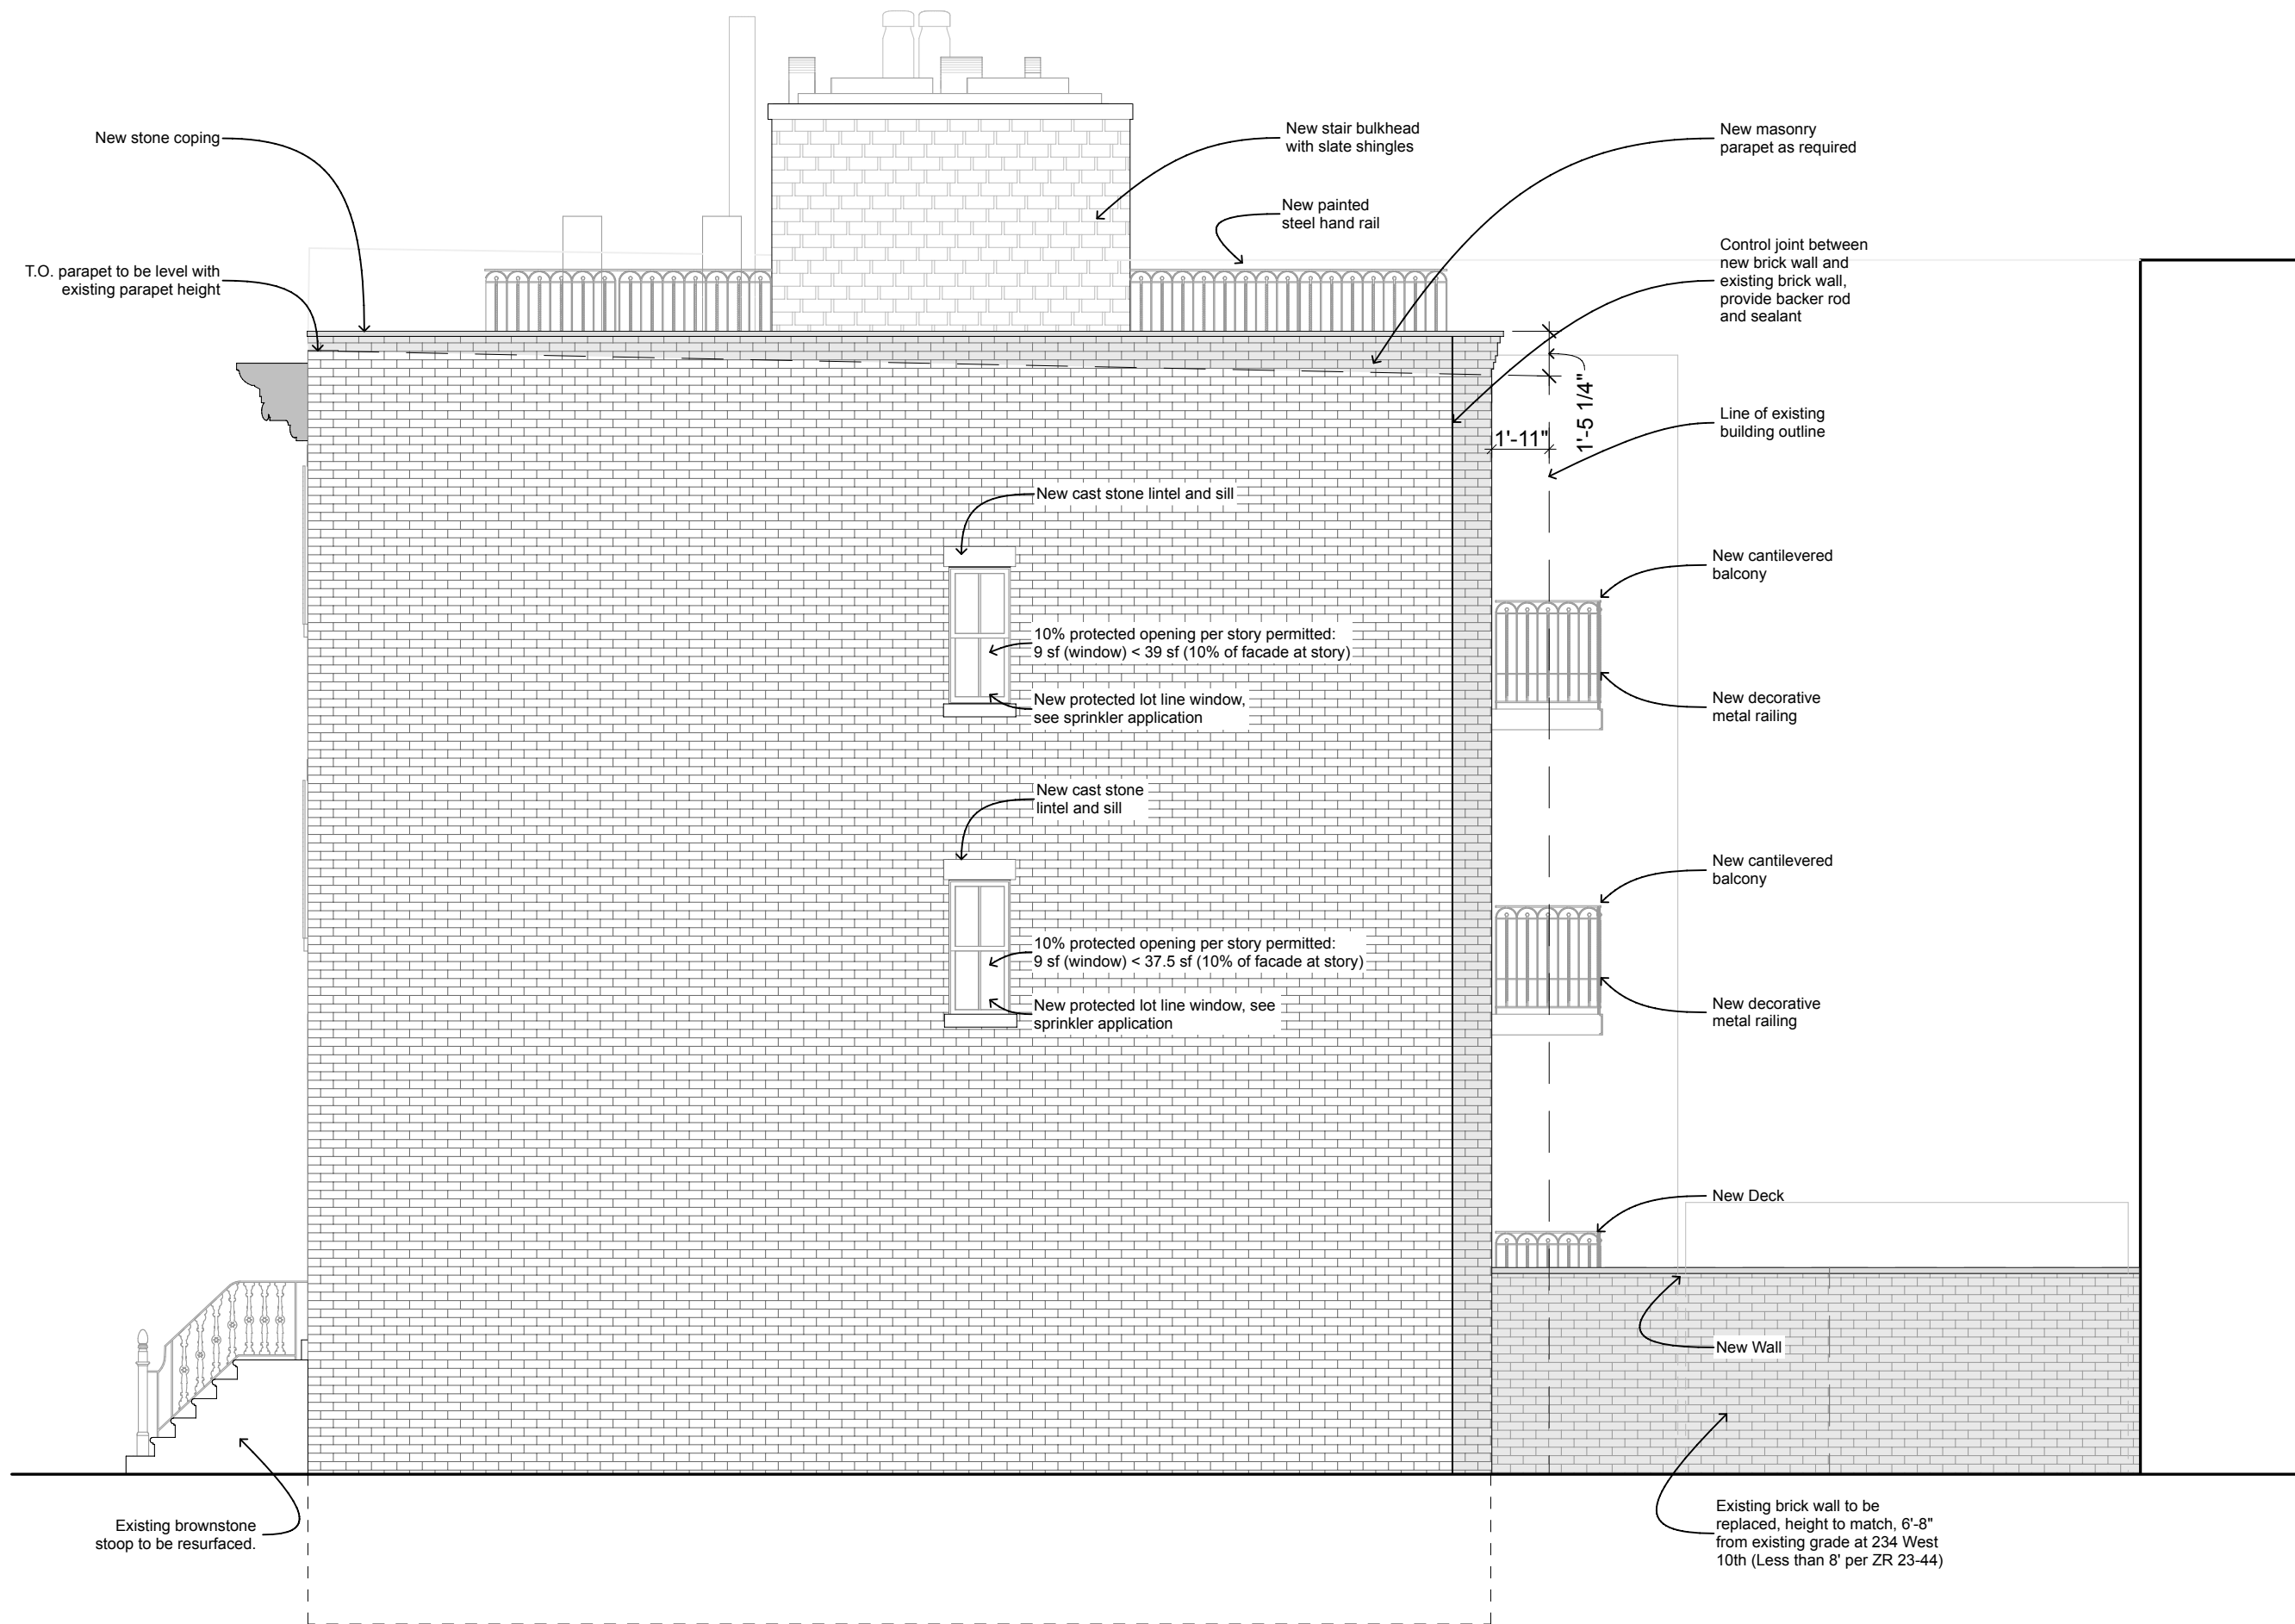 New stone coping
T.O. parapet to be level with
existing parapet height
New stair bulkhead
with slate shingles
New painted
steel hand rail
New masonry
parapet as required
Control joint between
new brick wall and
existing brick wall,
provide backer rod
and sealant
1'-5 1/4"
1'-11"
Line of existing
building outline
New cast stone lintel and sill
10% protected opening per story permitted:
9 sf (window) < 39 sf (10% of facade at story)
New protected lot line window,
see sprinkler application
New cantilevered
balcony
New decorative
metal railing
New cast stone
lintel and sill
10% protected opening per story permitted:
9 sf (window) < 37.5 sf (10% of facade at story)
New protected lot line window, see
sprinkler application
New cantilevered
balcony
New decorative
metal railing
New Deck
New Wall
Existing brownstone
stoop to be resurfaced.
Existing brick wall to be
replaced, height to match, 6'-8"
from existing grade at 234 West
10th (Less than 8' per ZR 23-44)